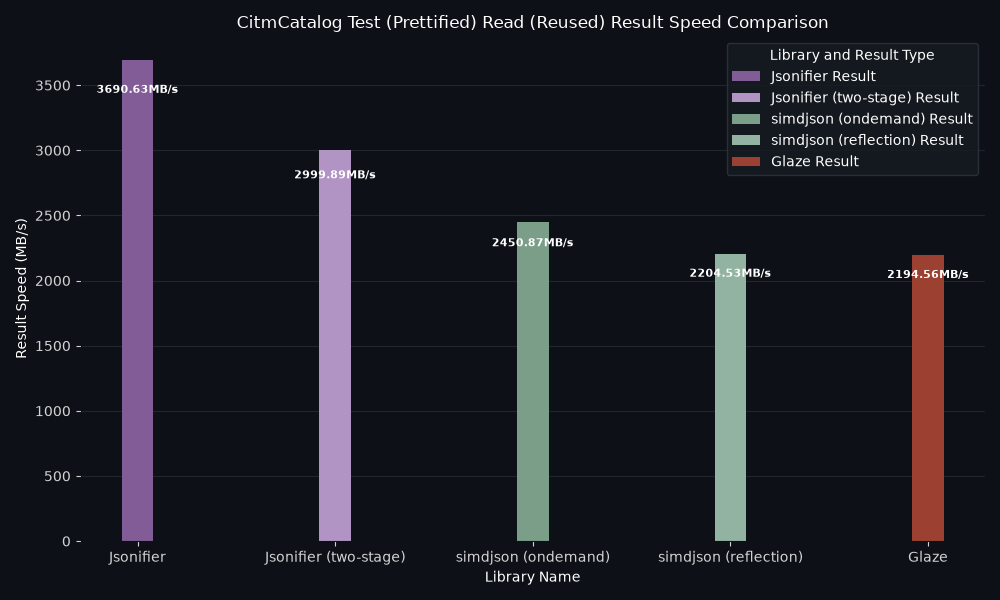 CitmCatalog Test (Prettified) Read (Reused) Result Speed Comparison
Library and Result Type
Jsonifier Result
Jsonifier (two-stage) Result
simdjson (ondemand) Result
simdjson (reflection) Result
Glaze Result
Result Speed (MB/s)
3500
3000
2500
2000
1500
1000
500
0
3690.63MB/s
2999.89MB/s
2450.87MB/s
2204.53MB/s
2194.56MB/s
Jsonifier
Jsonifier (two-stage)
simdjson (ondemand)
simdjson (reflection)
Glaze
Library Name